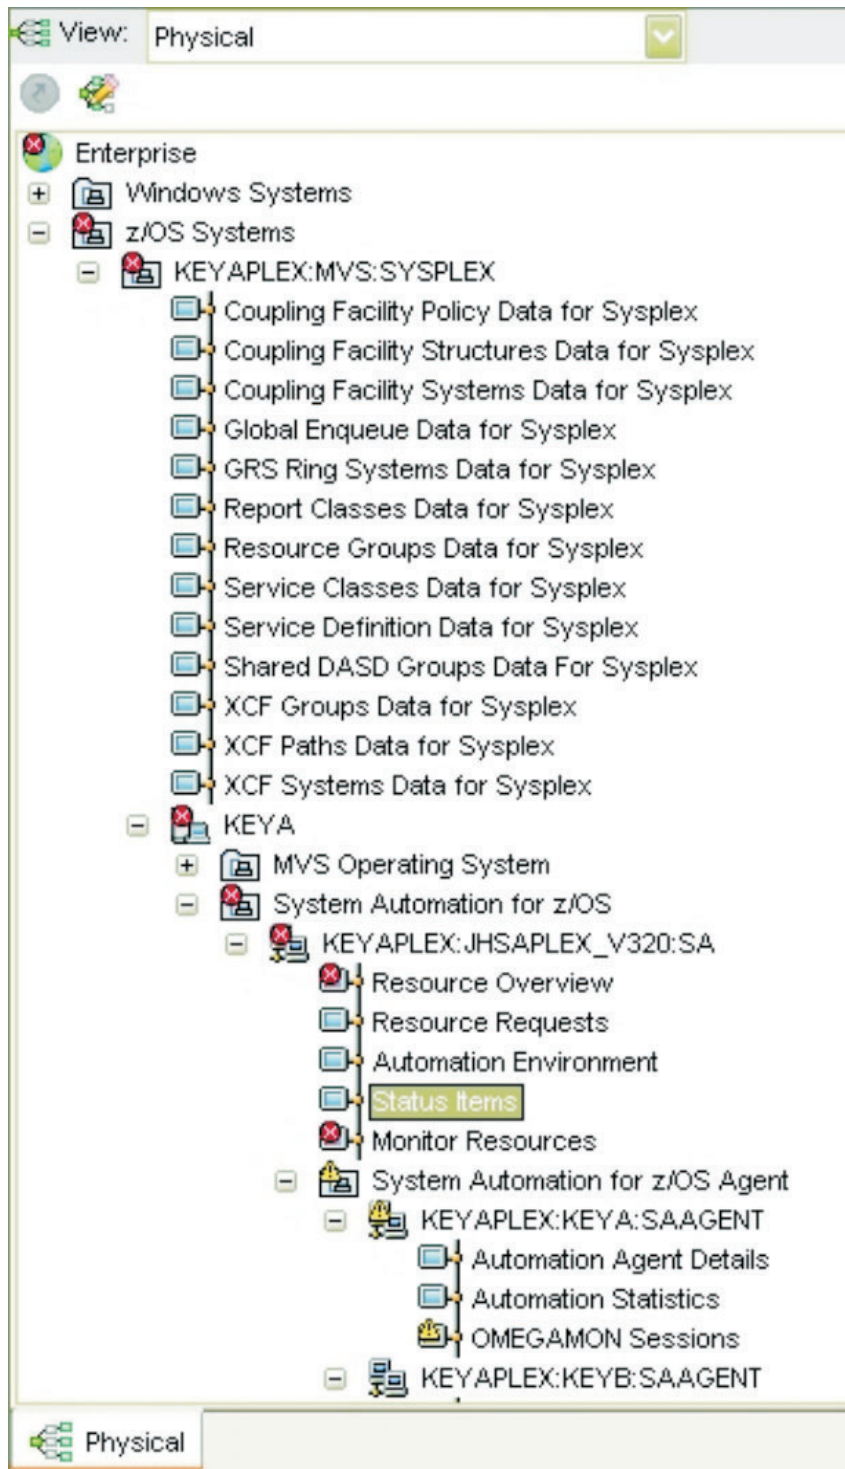 View: Physical
Enterprise
Windows Systems
z/OS Systems
KEYAPLEX:MVS:SYSPLEX
Coupling Facility Policy Data for Sysplex
Coupling Facility Structures Data for Sysplex
Coupling Facility Systems Data for Sysplex
Global Enqueue Data for Sysplex
GRS Ring Systems Data for Sysplex
Report Classes Data for Sysplex
Resource Groups Data for Sysplex
Service Classes Data for Sysplex
Service Definition Data for Sysplex
Shared DASD Groups Data For Sysplex
XCF Groups Data for Sysplex
XCF Paths Data for Sysplex
XCF Systems Data for Sysplex
KEYA
MVS Operating System
System Automation for z/OS
KEYAPLEX:JHSAPLEX_V320:SA
Resource Overview
Resource Requests
Automation Environment
Status Items
Monitor Resources
System Automation for z/OS Agent
KEYAPLEX:KEYA:SAAGENT
Automation Agent Details
Automation Statistics
OMEGAMON Sessions
KEYAPLEX:KEYB:SAAGENT
Physical